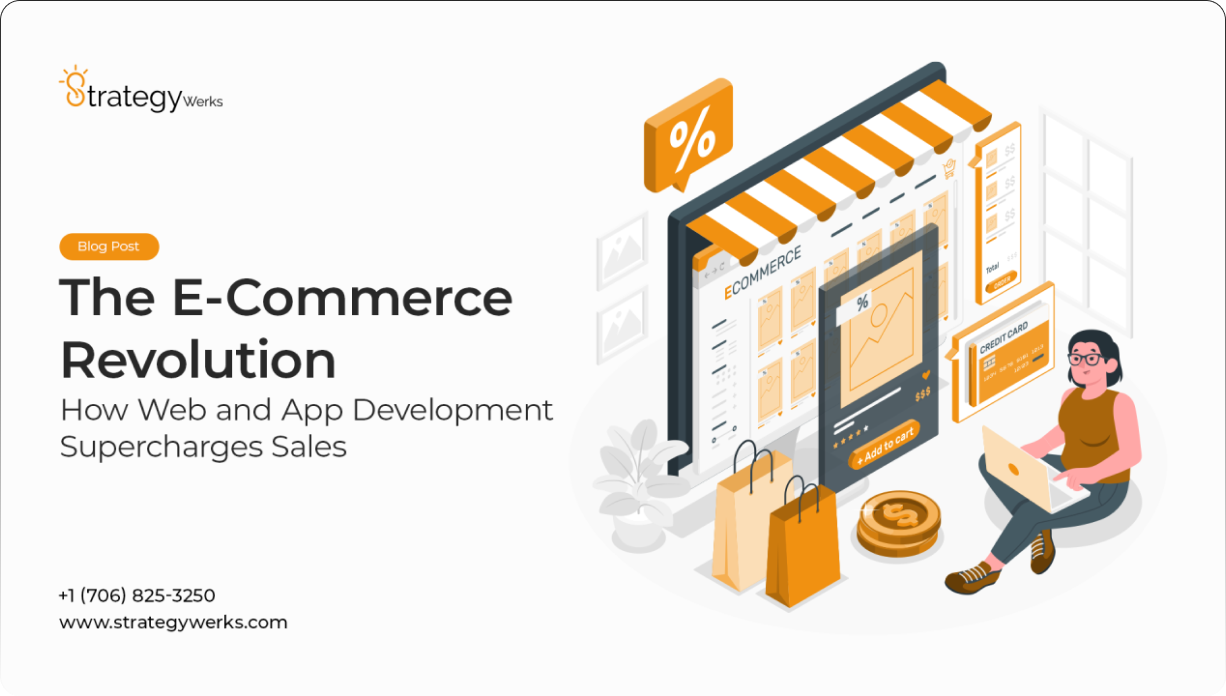 Strategy Werks
Blog Post
The E-Commerce
Revolution
How Web and App Development
Supercharges Sales
+1 (706) 825-3250
www.strategywerks.com
%
ECOMMERCE
%
$$$
+ Add to cart
$$
$$
$$
Total
$$$
ORDER
CREDIT CARD
$